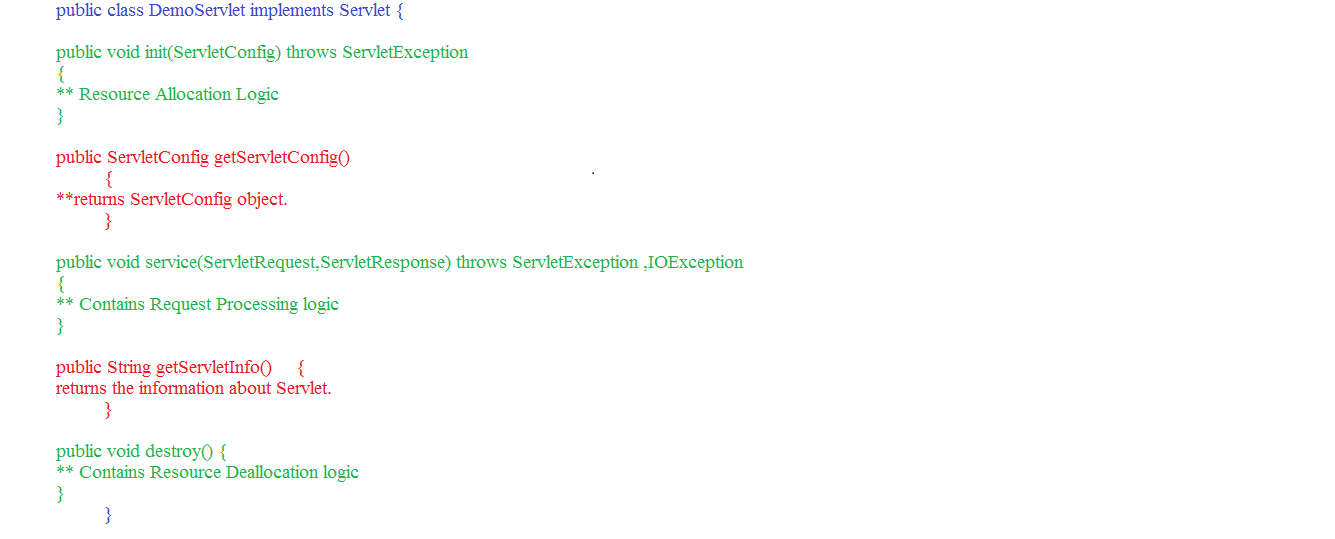 public class DemoServlet implements Servlet {
public void init(ServletConfig) throws ServletException
{
** Resource Allocation Logic
}
public ServletConfig getServletConfig()
{
**returns ServletConfig object.
}
public void service(ServletRequest,ServletResponse) throws ServletException ,IOException
{
** Contains Request Processing logic
}
public String getServletInfo() {
returns the information about Servlet.
}
public void destroy() {
** Contains Resource Deallocation logic
}
}